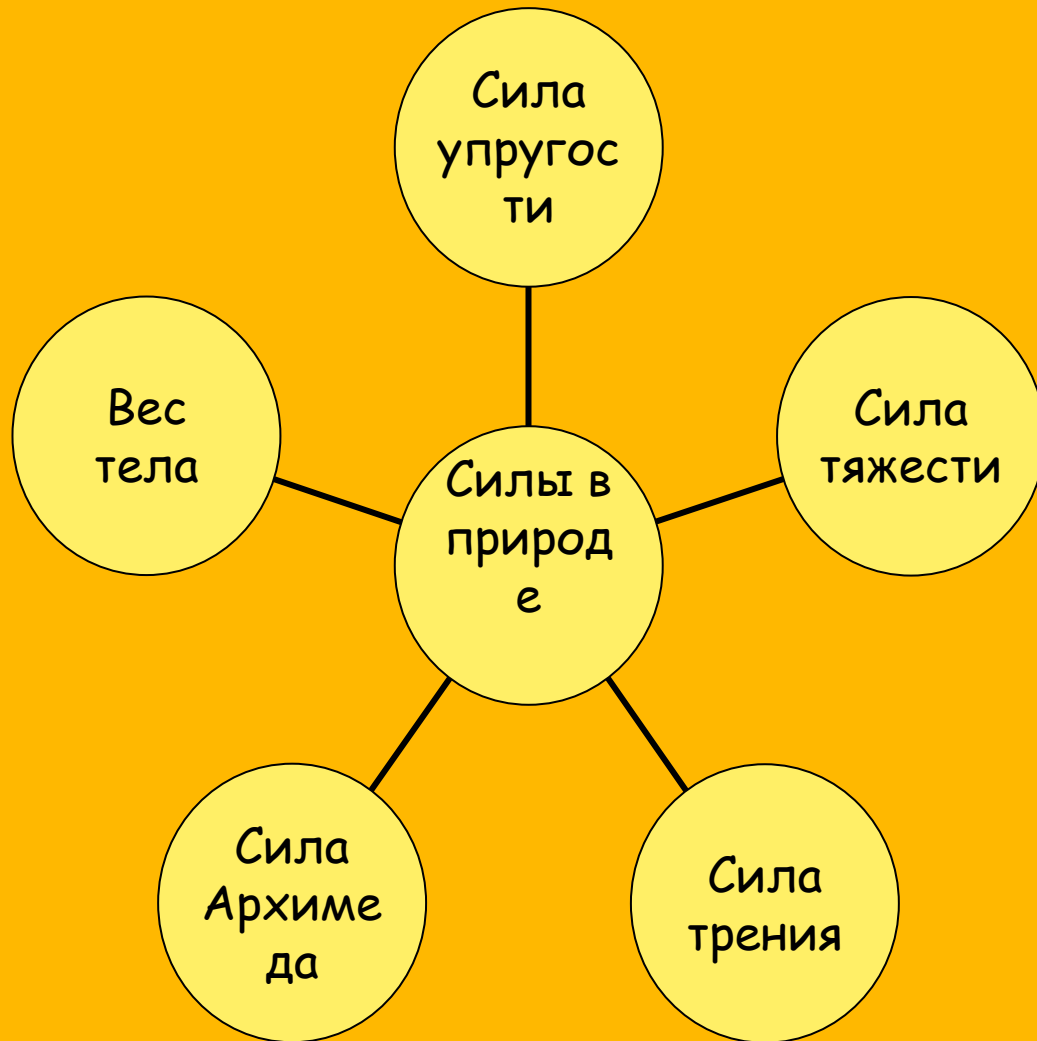 Сила
упругос
ти
Вес
тела
Сила
тяжести
Силы в
природ
е
Сила
Архиме
да
Сила
трения